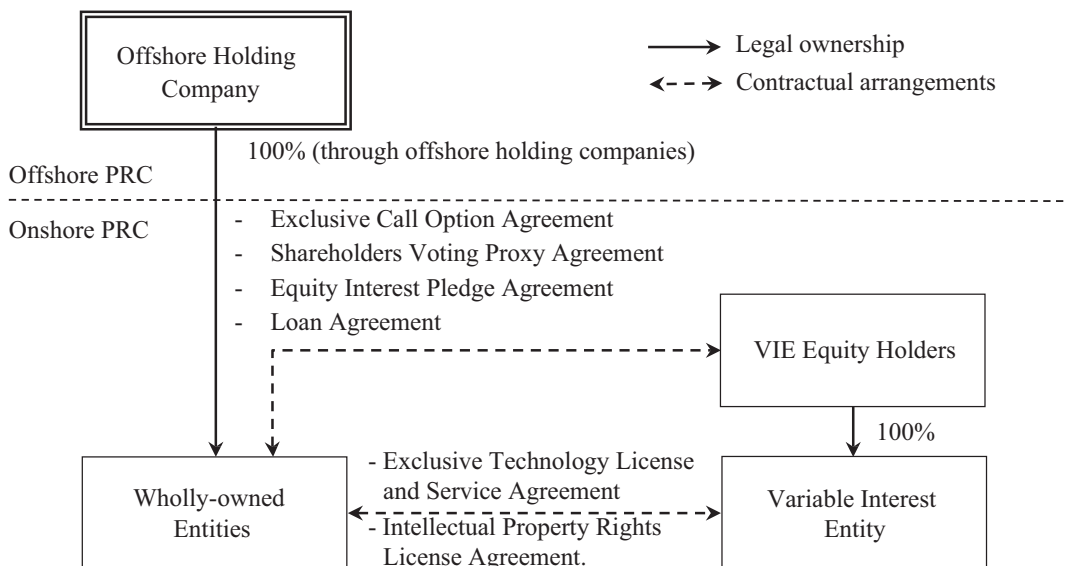 Offshore Holding
Company
Legal ownership
Contractual arrangements
100% (through offshore holding companies)
Offshore PRC
Onshore PRC
- Exclusive Call Option Agreement
- Shareholders Voting Proxy Agreement
- Equity Interest Pledge Agreement
- Loan Agreement
VIE Equity Holders
100%
Wholly-owned
Entities
- Exclusive Technology License
and Service Agreement
- Intellectual Property Rights
License Agreement.
Variable Interest
Entity